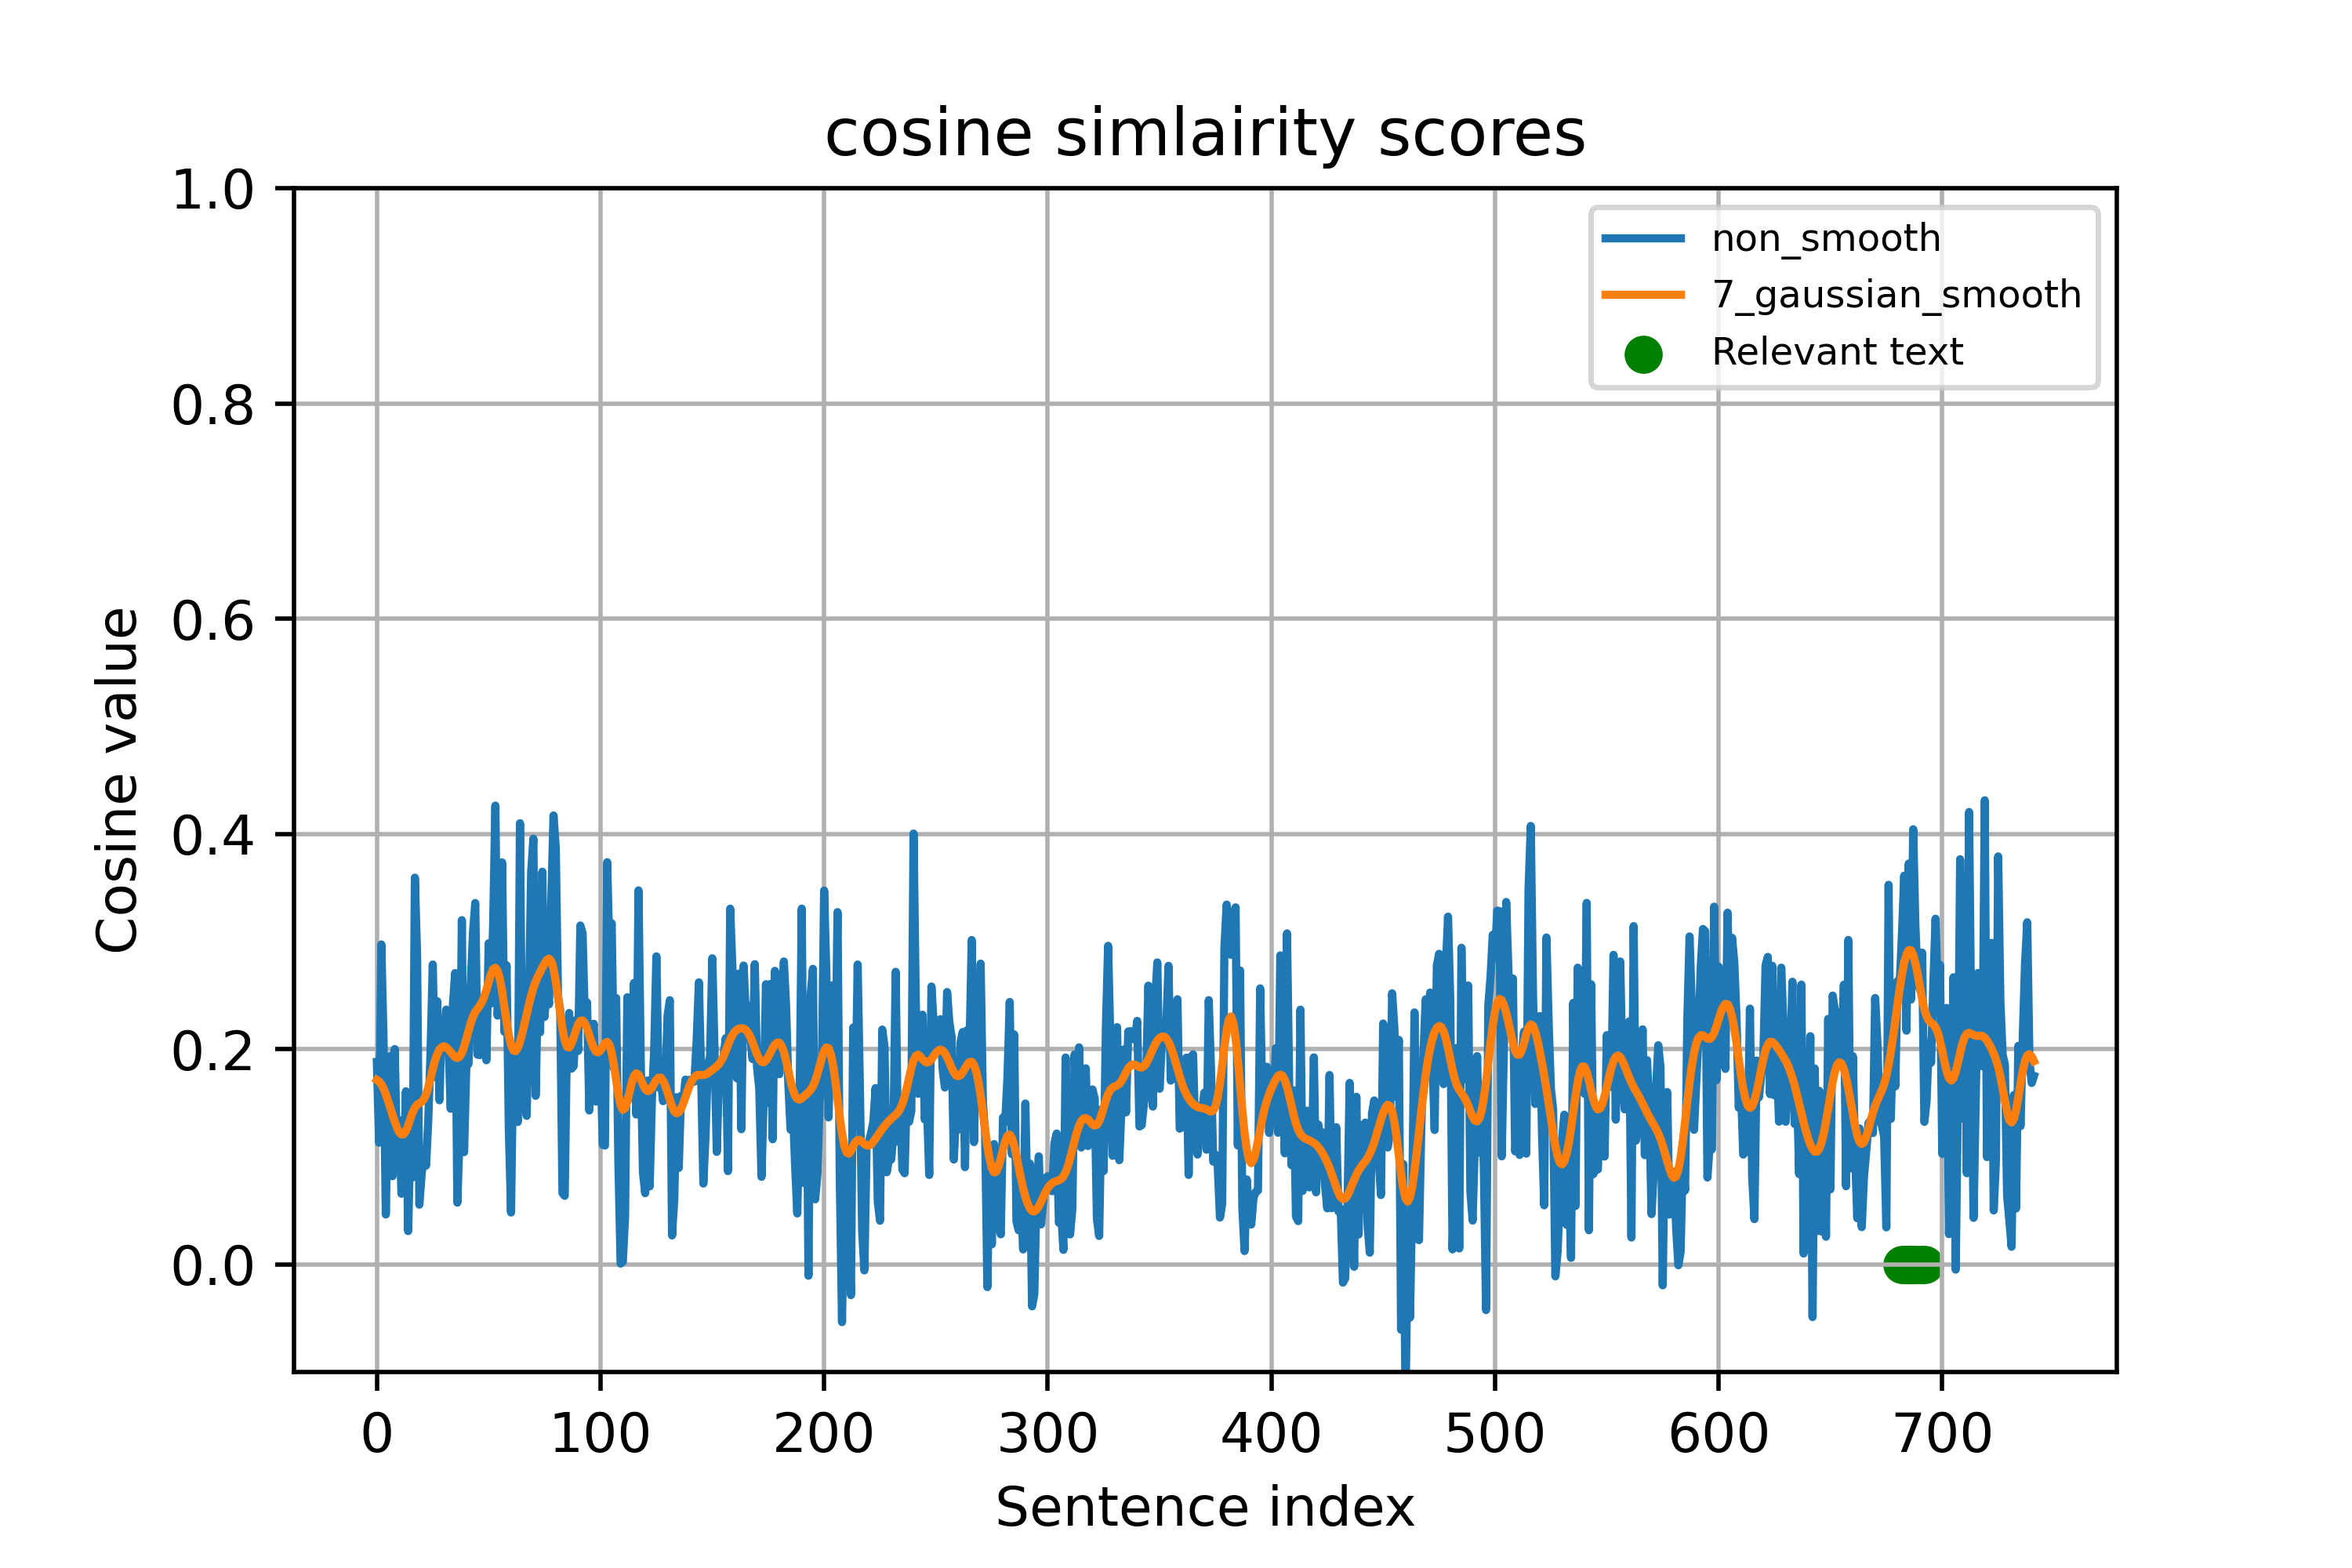 cosine simlairity scores
1.0
0.8
0.6
0.4
0.2
0.0
Cosine value
non_smooth
7_gaussian_smooth
Relevant text
0 100 200 300 400 500 600 700
Sentence index